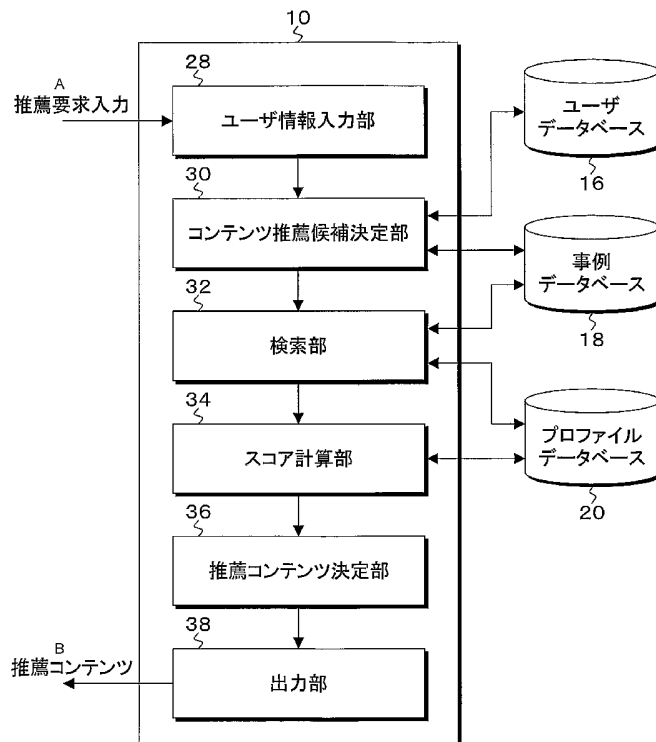 10
A
推薦要求入力
28
ユーザ情報入力部
ユーザ
データベース
16
30
コンテンツ推薦候補決定部
事例
データベース
18
32
検索部
34
スコア計算部
プロファイル
データベース
20
36
推薦コンテンツ決定部
B
推薦コンテンツ
38
出力部